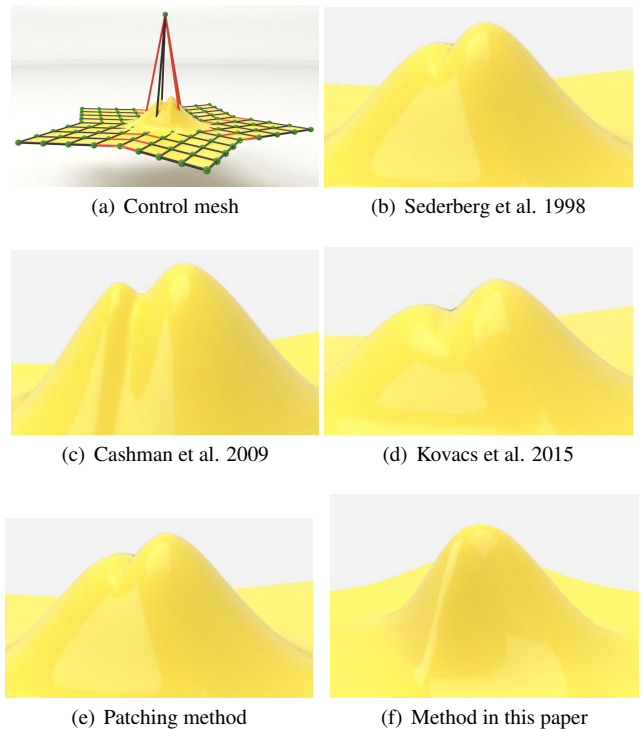 (a) Control mesh
(b) Sederberg et al. 1998
(c) Cashman et al. 2009
(d) Kovacs et al. 2015
(e) Patching method
(f) Method in this paper